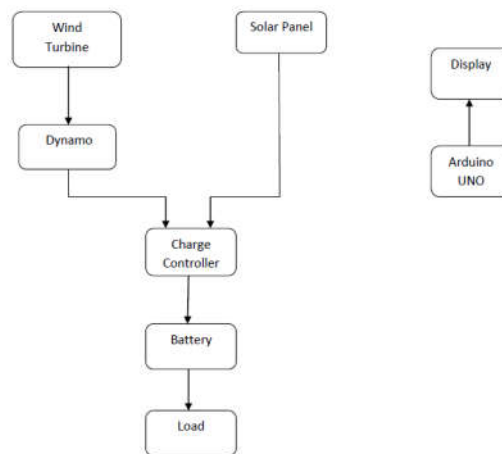 Wind
Turbine
Solar Panel
Display
Dynamo
Arduino
UNO
Charge
Controller
Battery
Load